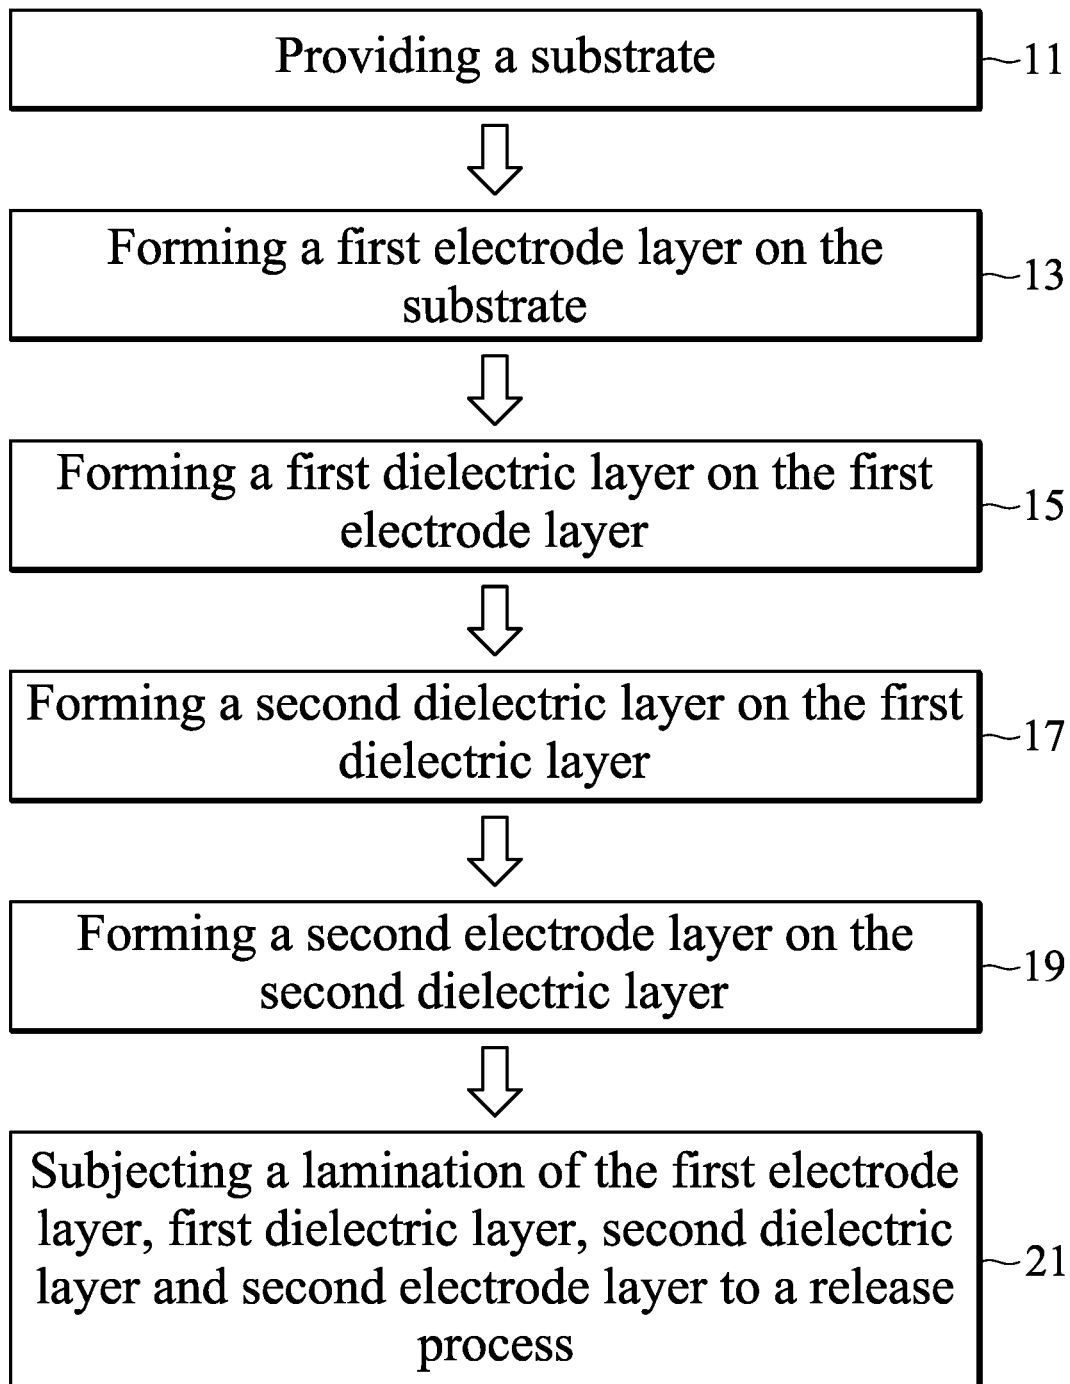 Providing a substrate
11
Forming a first electrode layer on the
substrate
13
Forming a first dielectric layer on the first
electrode layer
15
Forming a second dielectric layer on the first
dielectric layer
17
Forming a second electrode layer on the
second dielectric layer
19
Subjecting a lamination of the first electrode
layer, first dielectric layer, second dielectric
layer and second electrode layer to a release
process
21